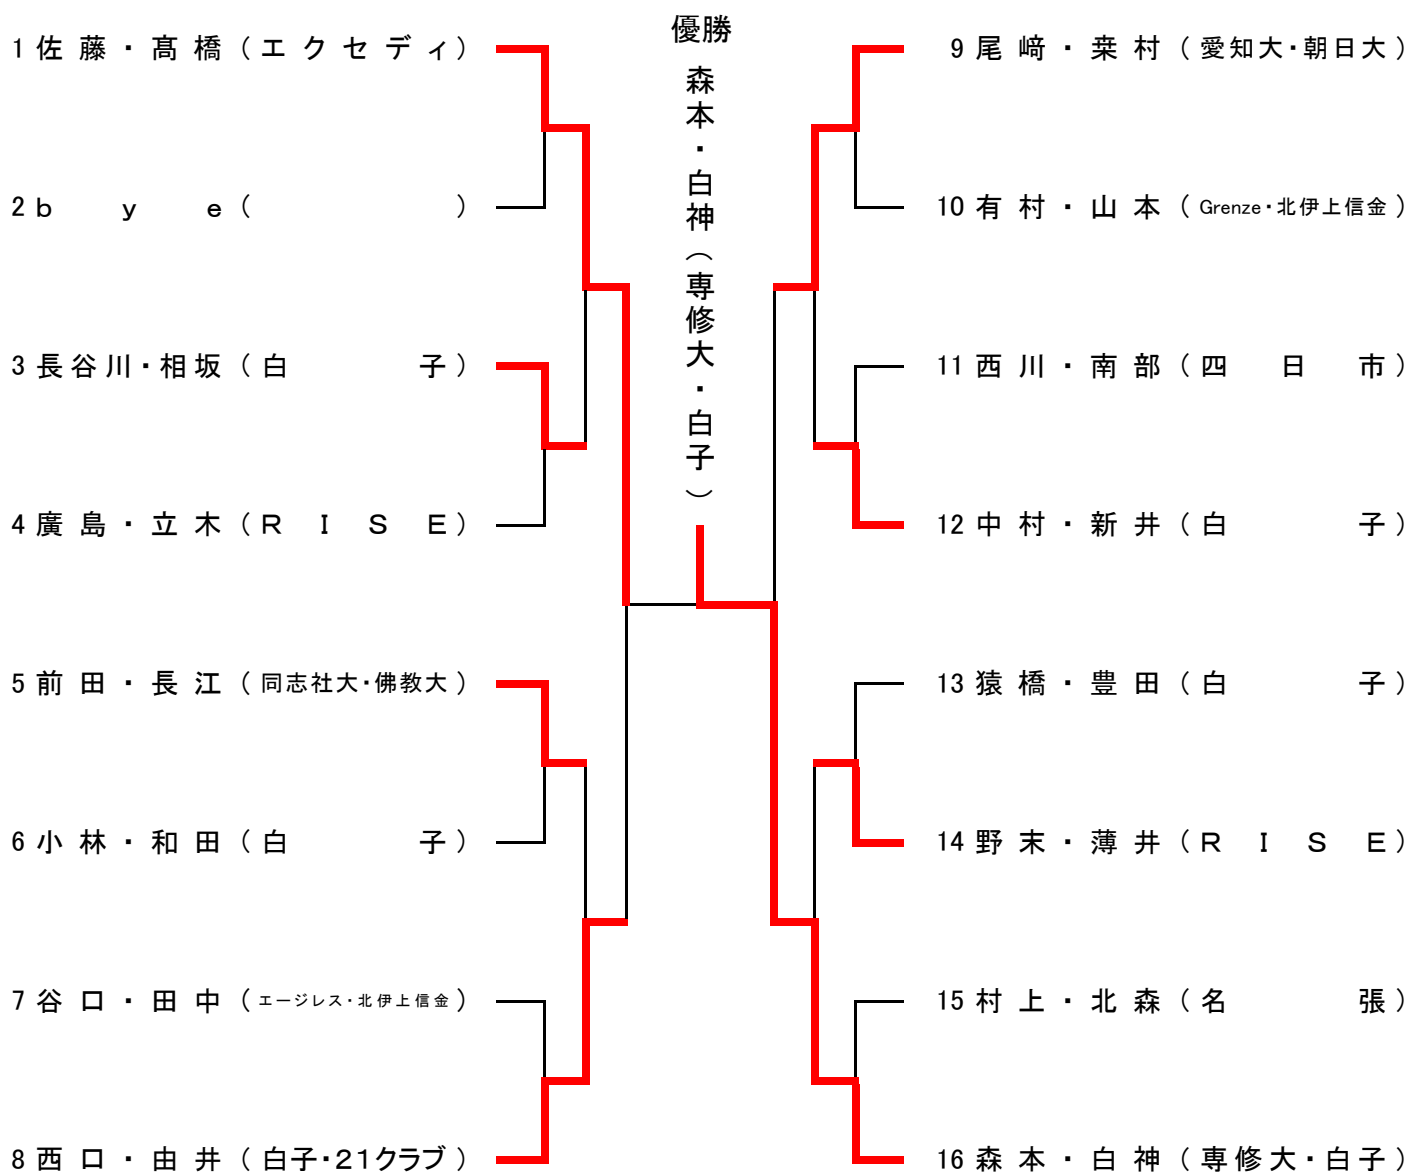 優勝
森本・白神（専修大・白子）
1 佐藤・髙橋（エクセディ）
2 bye（　）
3 長谷川・相坂（白子）
4 廣島・立木（RISE）
5 前田・長江（同志社大・佛教大）
6 小林・和田（白子）
7 谷口・田中（エージレス・北伊上信金）
8 西口・由井（白子・21クラブ）
9 尾﨑・桒村（愛知大・朝日大）
10 有村・山本（Grenze・北伊上信金）
11 西川・南部（四日市）
12 中村・新井（白子）
13 猿橋・豊田（白子）
14 野末・薄井（RISE）
15 村上・北森（名張）
16 森本・白神（専修大・白子）